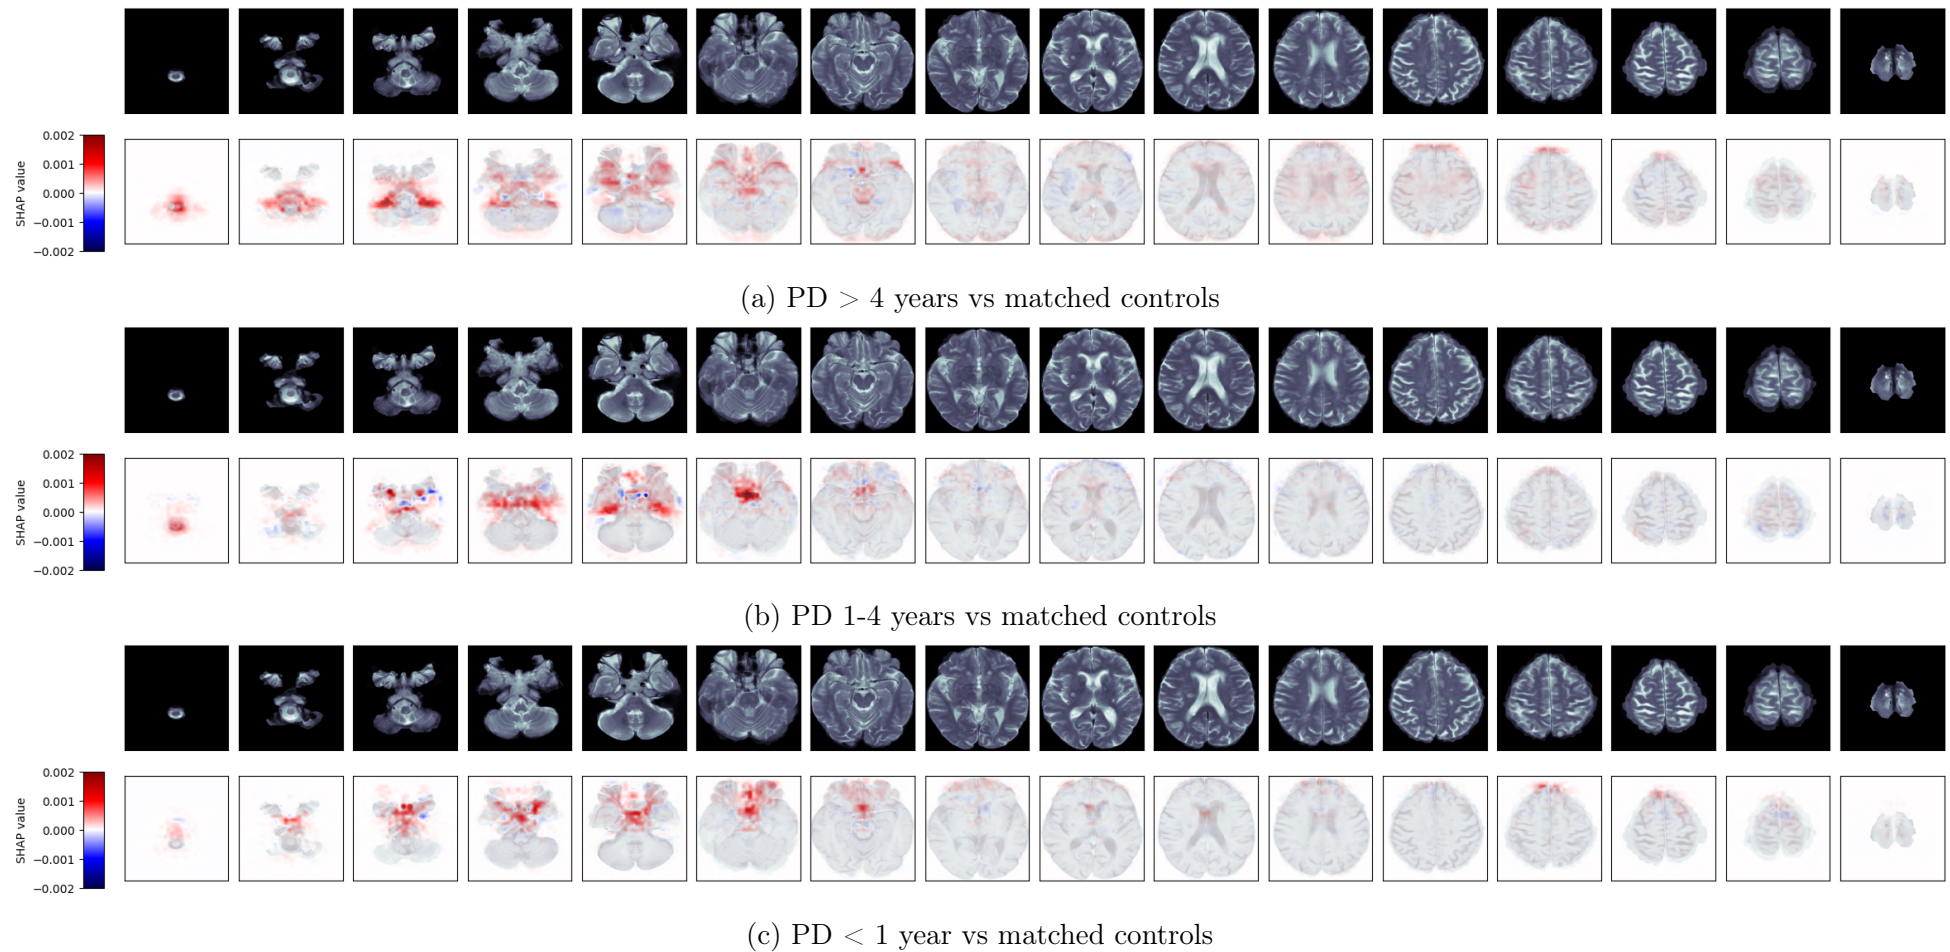 0.002
0.001
0.000
−0.001
−0.002
SHAP value
(a) PD > 4 years vs matched controls
0.002
0.001
0.000
−0.001
−0.002
SHAP value
(b) PD 1-4 years vs matched controls
0.002
0.001
0.000
−0.001
−0.002
SHAP value
(c) PD < 1 year vs matched controls